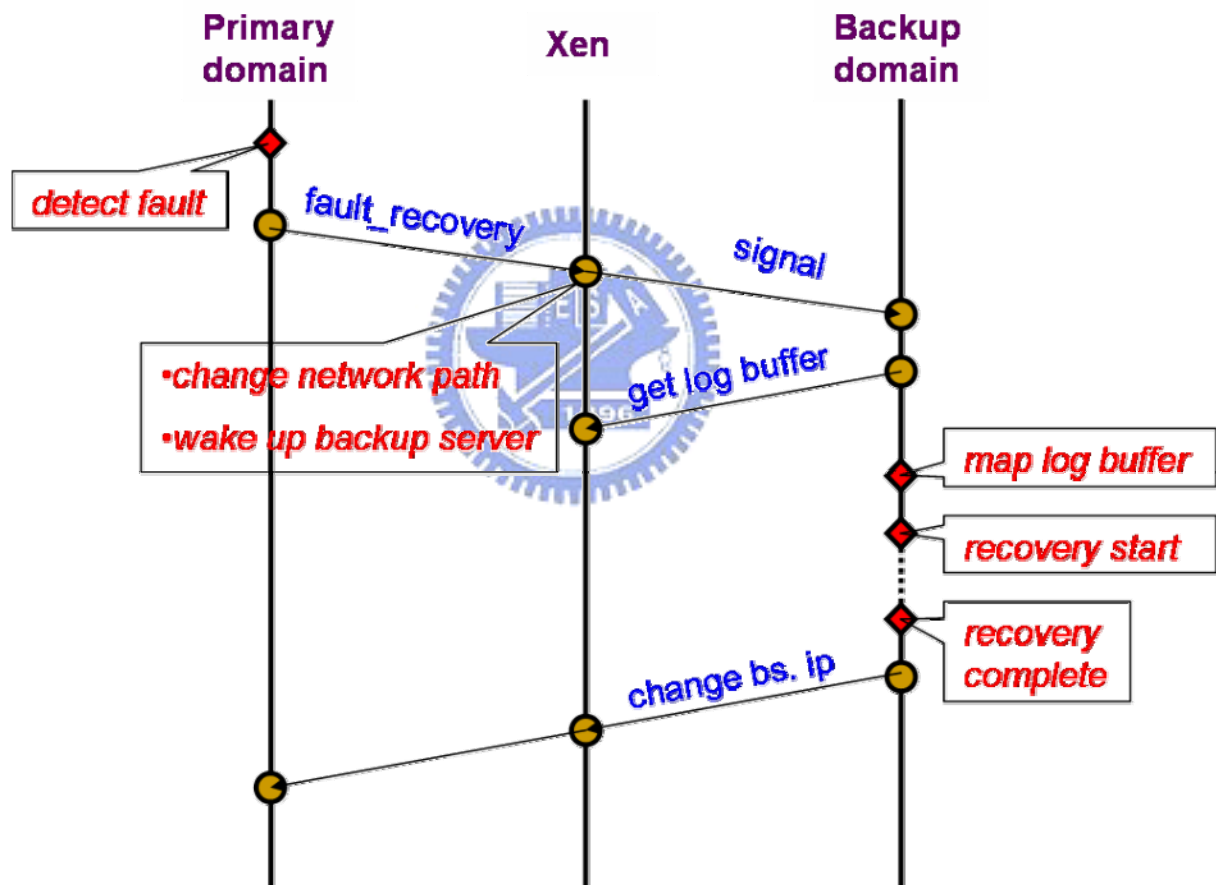 Primary
domain
Xen
Backup
domain
detect fault
fault_recovery
signal
•change network path
•wake up backup server
get log buffer
map log buffer
recovery start
recovery
complete
change bs. ip
E S A
1896